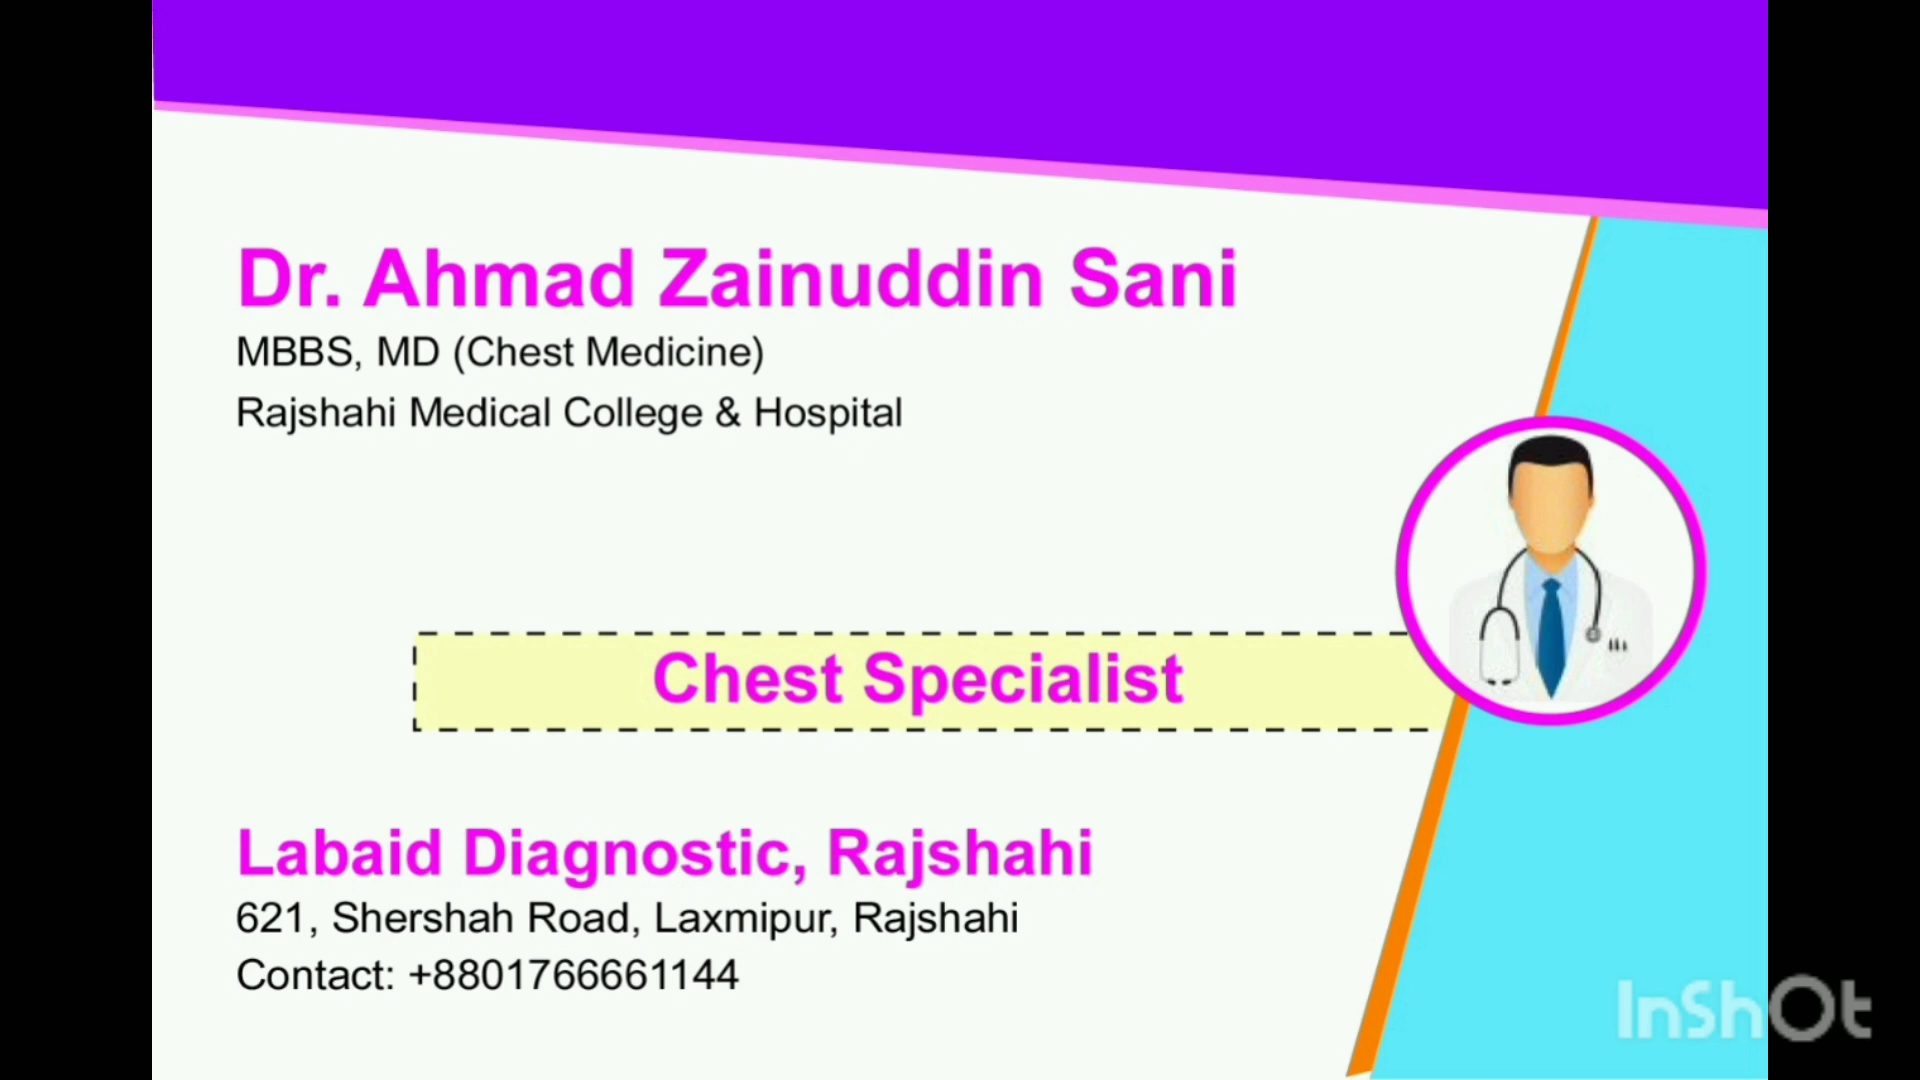 Dr. Ahmad Zainuddin Sani
MBBS, MD (Chest Medicine)
Rajshahi Medical College & Hospital
Chest Specialist
Labaid Diagnostic, Rajshahi
621, Shershah Road, Laxmipur, Rajshahi
Contact: +8801766661144
InShOt